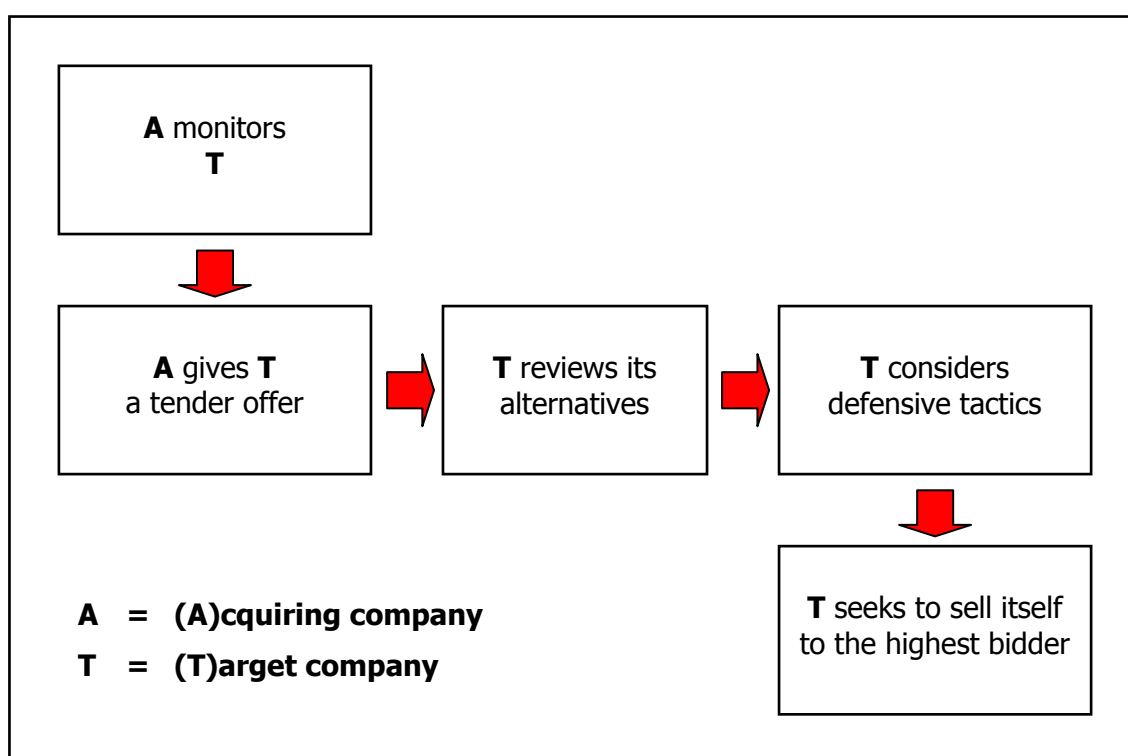 A monitors
T
A gives T
a tender offer
T reviews its
alternatives
T considers
defensive tactics
T seeks to sell itself
to the highest bidder
A = (A)cquiring company
T = (T)arget company